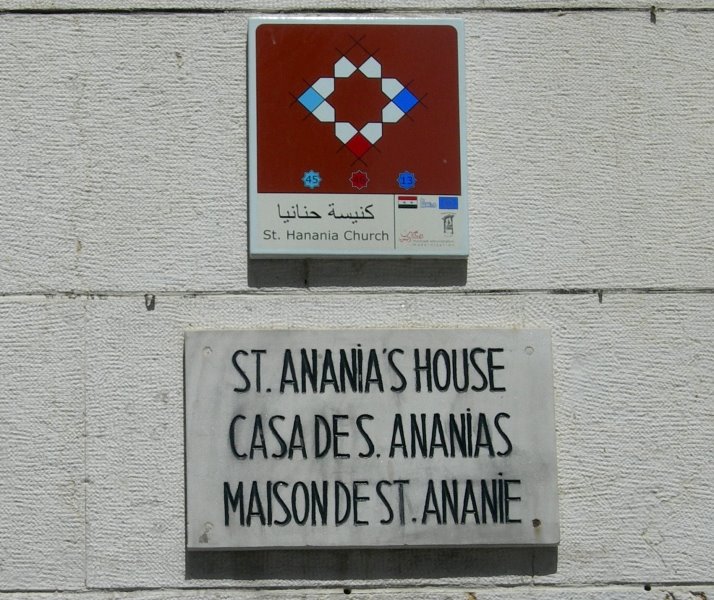 45
13
كنيسة حنانيا
St. Hanania Church
ST. ANANIA'S HOUSE
CASA DE S. ANANIAS
MAISON DE ST. ANANIE